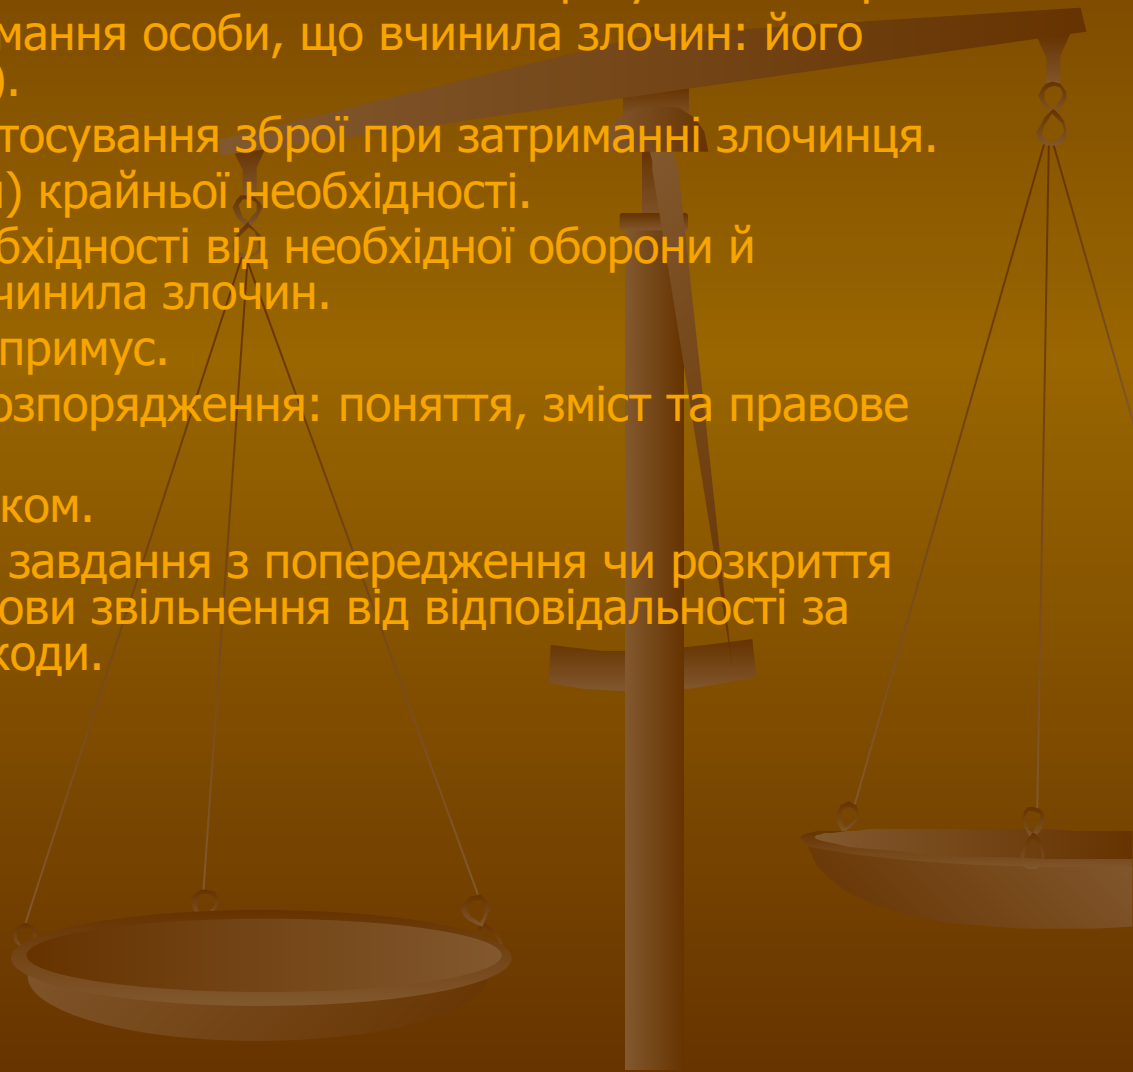 мання особи, що вчинила злочин: його
).
тосування зброї при затриманні злочинця.
) крайньої необхідності.
бхідності від необхідної оборони й
чинила злочин.
примус.
озпорядження: поняття, зміст та правове
ком.
завдання з попередження чи розкриття
ови звільнення від відповідальності за
коди.